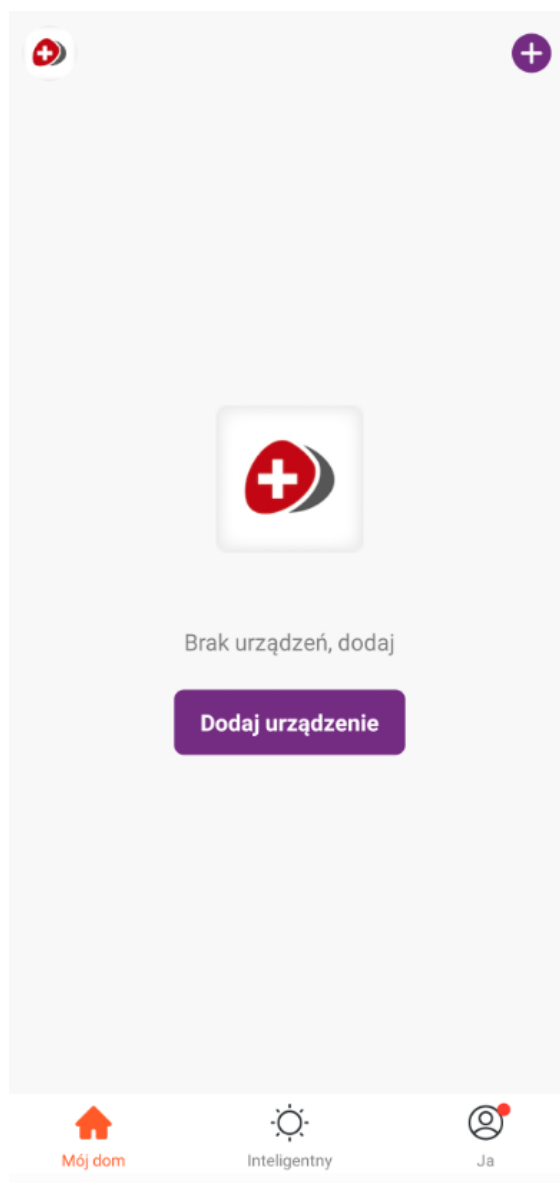 Brak urządzeń, dodaj
Dodaj urządzenie
Mój dom
Inteligentny
Ja